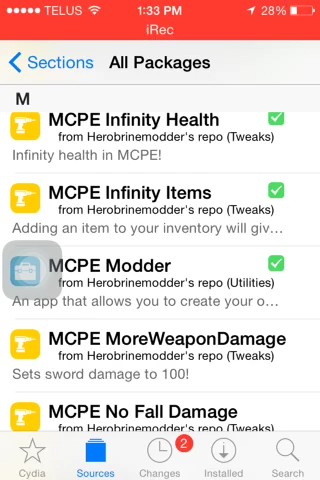 TELUS 1:33 PM 28%
iRec
Sections All Packages
M
MCPE Infinity Health
from Herobrinemodder's repo (Tweaks)
Infinity health in MCPE!
MCPE Infinity Items
from Herobrinemodder's repo (Tweaks)
Adding an item to your inventory will giv...
MCPE Modder
from Herobrinemodder's repo (Utilities)
An app that allows you to create your o...
MCPE MoreWeaponDamage
from Herobrinemodder's repo (Tweaks)
Sets sword damage to 100!
MCPE No Fall Damage
from Herobrinemodder's repo (Tweaks)
2
Cydia Sources Changes Installed Search